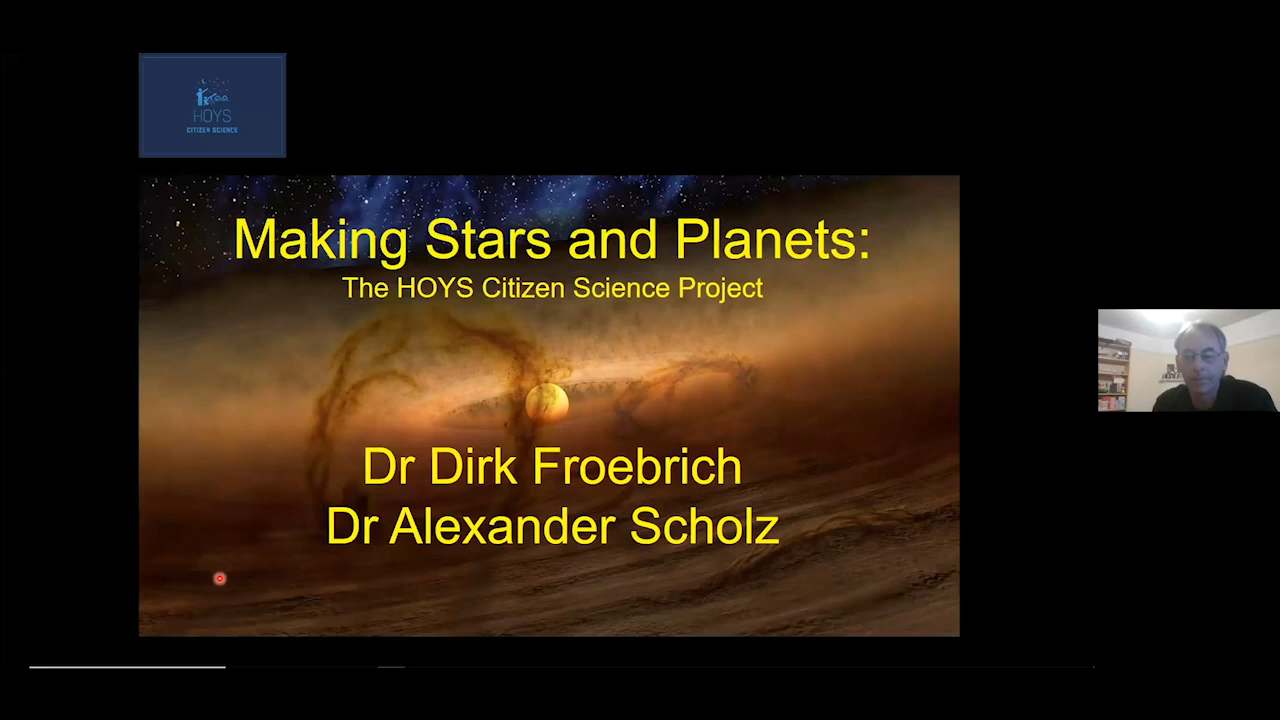 HOYS
CITIZEN SCIENCE
Making Stars and Planets:
The HOYS Citizen Science Project
Dr Dirk Froebrich
Dr Alexander Scholz